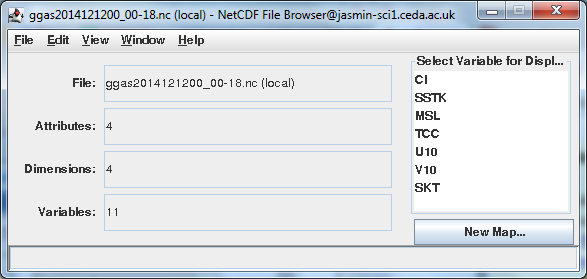 ggas2014121200_00-18.nc (local) - NetCDF File Browser@jasmin-sci1.ceda.ac.uk
File Edit View Window Help
File: ggas2014121200_00-18.nc (local)
Attributes: 4
Dimensions: 4
Variables: 11
Select Variable for Displ...
CI
SSTK
MSL
TCC
U10
V10
SKT
New Map...